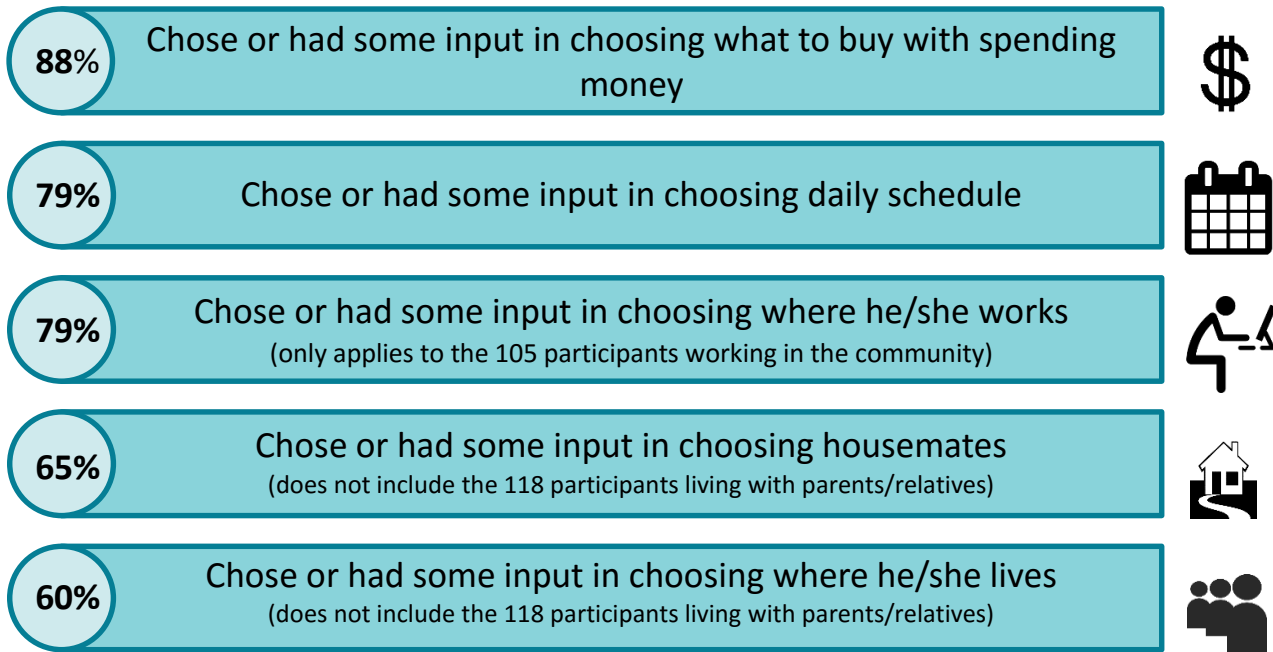 88%
Chose or had some input in choosing what to buy with spending
money
$
79%
Chose or had some input in choosing daily schedule
79%
Chose or had some input in choosing where he/she works
(only applies to the 105 participants working in the community)
65%
Chose or had some input in choosing housemates
(does not include the 118 participants living with parents/relatives)
60%
Chose or had some input in choosing where he/she lives
(does not include the 118 participants living with parents/relatives)